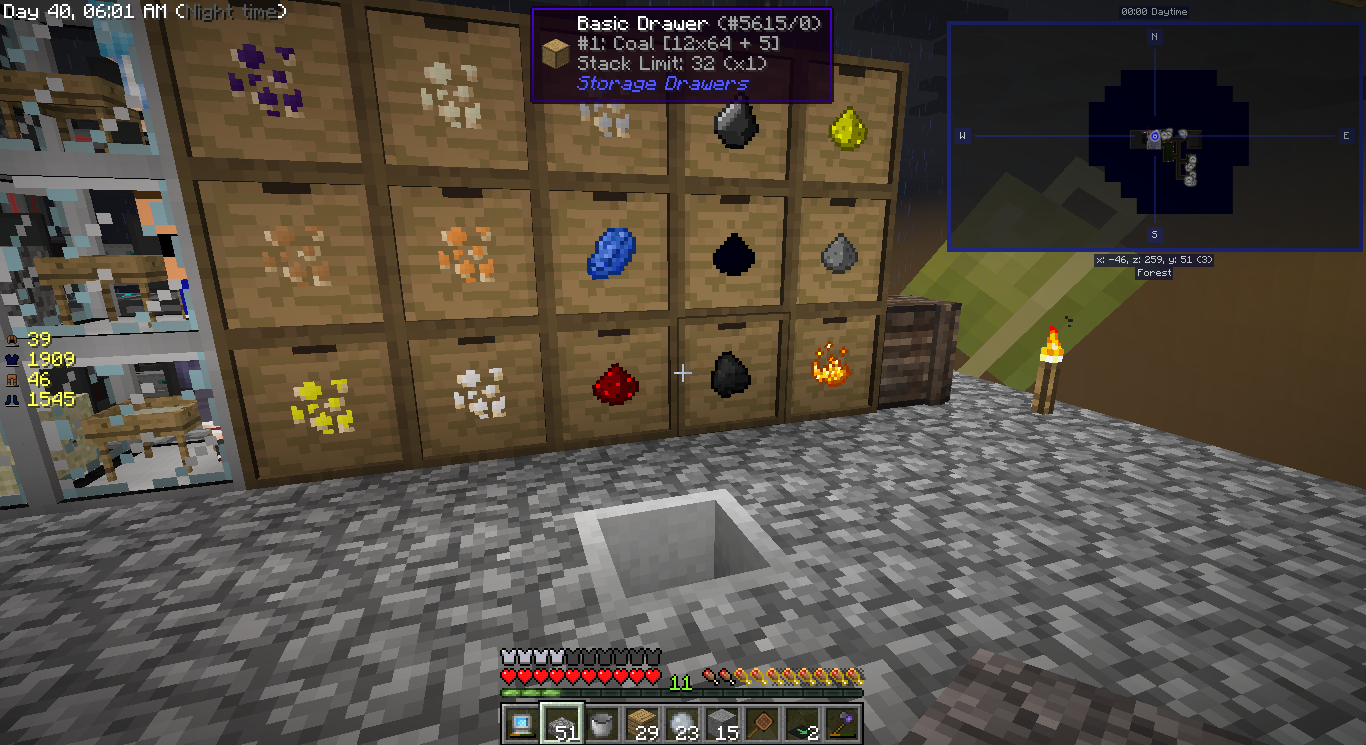 Day 40, 06:01 AM (Night time)
Basic Drawer (#5615/0)
#1: Coal [12x64 + 5]
Stack Limit: 32 (x1)
Storage Drawers
00:00 Daytime
N
W
E
S
x: -46, z: 259, y: 51 (3)
Forest
39
1909
46
1545
11
51
29
23
15
2